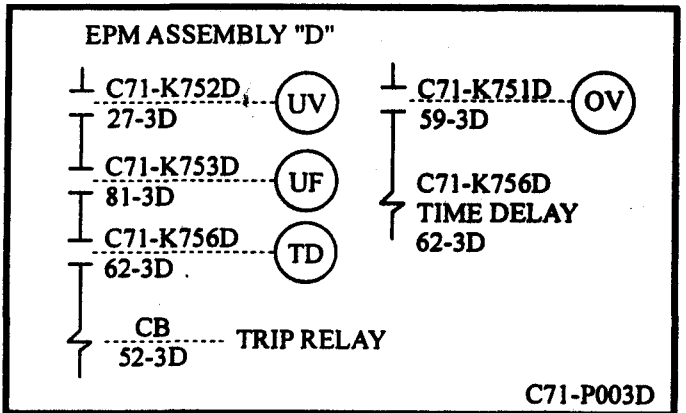 EPM ASSEMBLY "D"
C71-K752D
UV
27-3D
C71-K753D
UF
81-3D
C71-K756D
TD
62-3D
CB
TRIP RELAY
52-3D
C71-K751D
OV
59-3D
C71-K756D
TIME DELAY
62-3D
C71-P003D